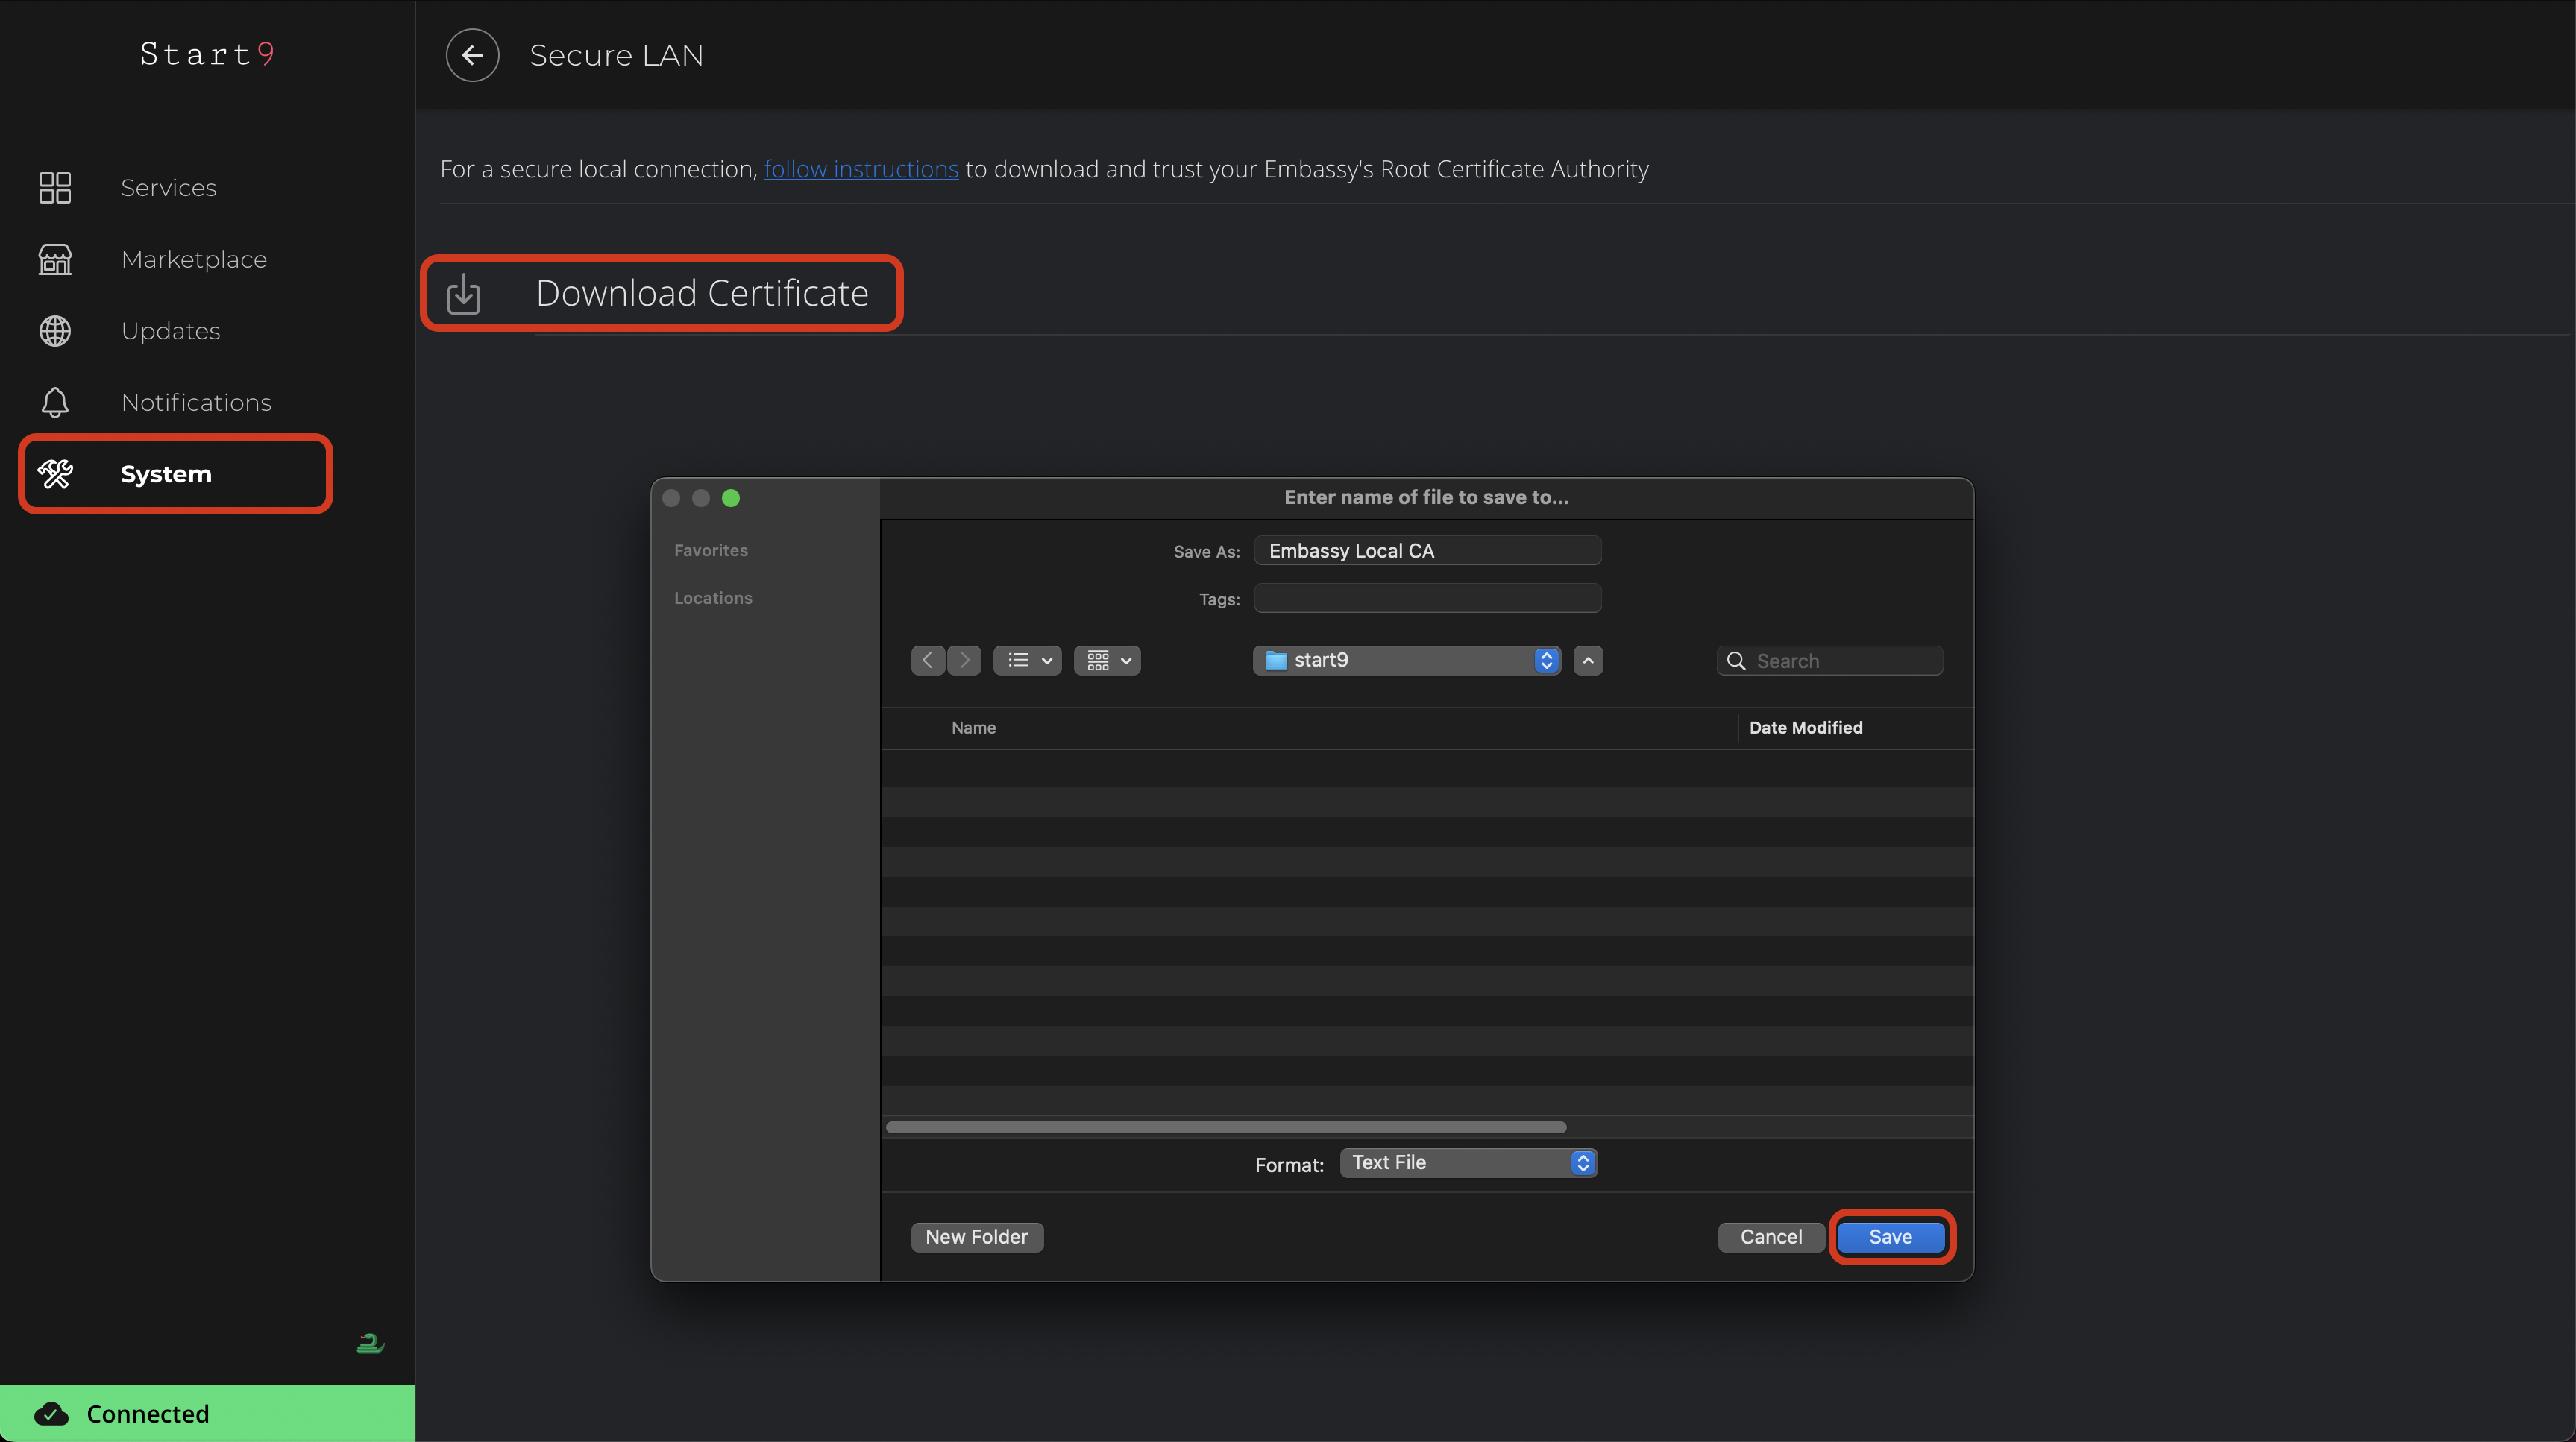 Start9
Secure LAN
Services
Marketplace
Updates
Notifications
System
For a secure local connection, follow instructions to download and trust your Embassy's Root Certificate Authority
Download Certificate
Enter name of file to save to...
Favorites
Locations
Save As: Embassy Local CA
Tags:
start9
Search
Name Date Modified
Format: Text File
New Folder Cancel Save
Connected